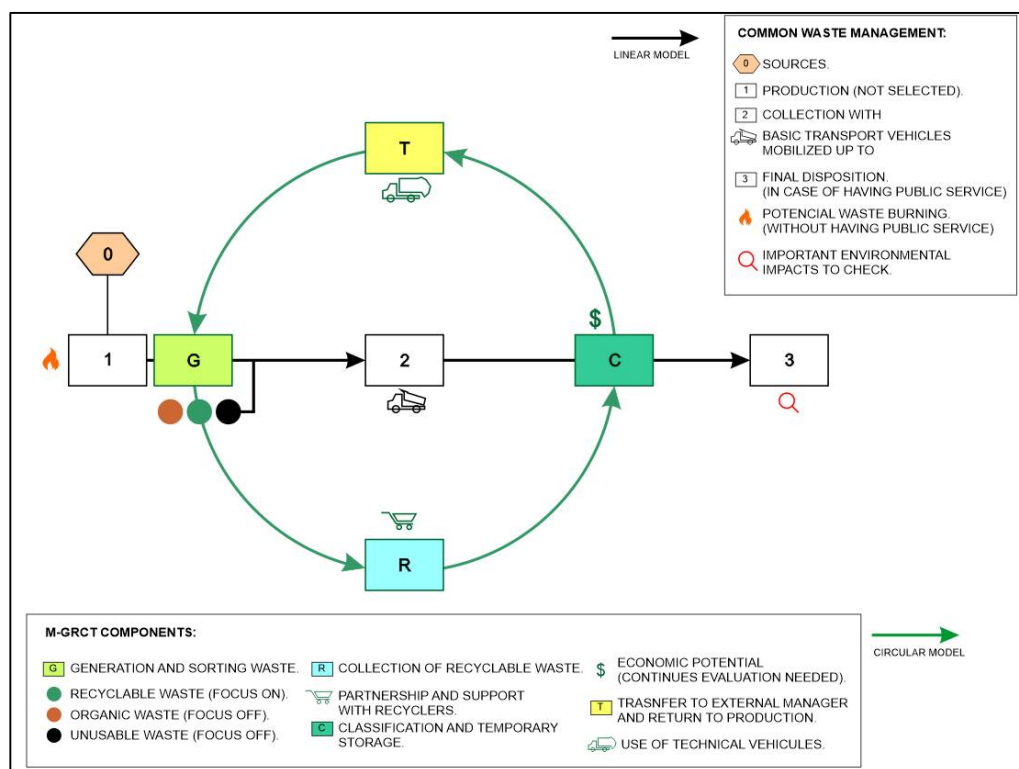 LINEAR MODEL
COMMON WASTE MANAGEMENT:
0 SOURCES.
1 PRODUCTION (NOT SELECTED).
2 COLLECTION WITH
BASIC TRANSPORT VEHICLES
MOBILIZED UP TO
3 FINAL DISPOSITION.
(IN CASE OF HAVING PUBLIC SERVICE)
POTENCIAL WASTE BURNING.
(WITHOUT HAVING PUBLIC SERVICE)
IMPORTANT ENVIRONMENTAL
IMPACTS TO CHECK.
T
0
$
1
G
2
C
3
R
M-GRCT COMPONENTS:
G GENERATION AND SORTING WASTE.
RECYCLABLE WASTE (FOCUS ON).
ORGANIC WASTE (FOCUS OFF).
UNUSABLE WASTE (FOCUS OFF).
R COLLECTION OF RECYCLABLE WASTE.
PARTNERSHIP AND SUPPORT
WITH RECYCLERS.
C CLASSIFICATION AND TEMPORARY
STORAGE.
$ ECONOMIC POTENTIAL
(CONTINUES EVALUATION NEEDED).
T TRASNFER TO EXTERNAL MANAGER
AND RETURN TO PRODUCTION.
USE OF TECHNICAL VEHICULES.
CIRCULAR MODEL